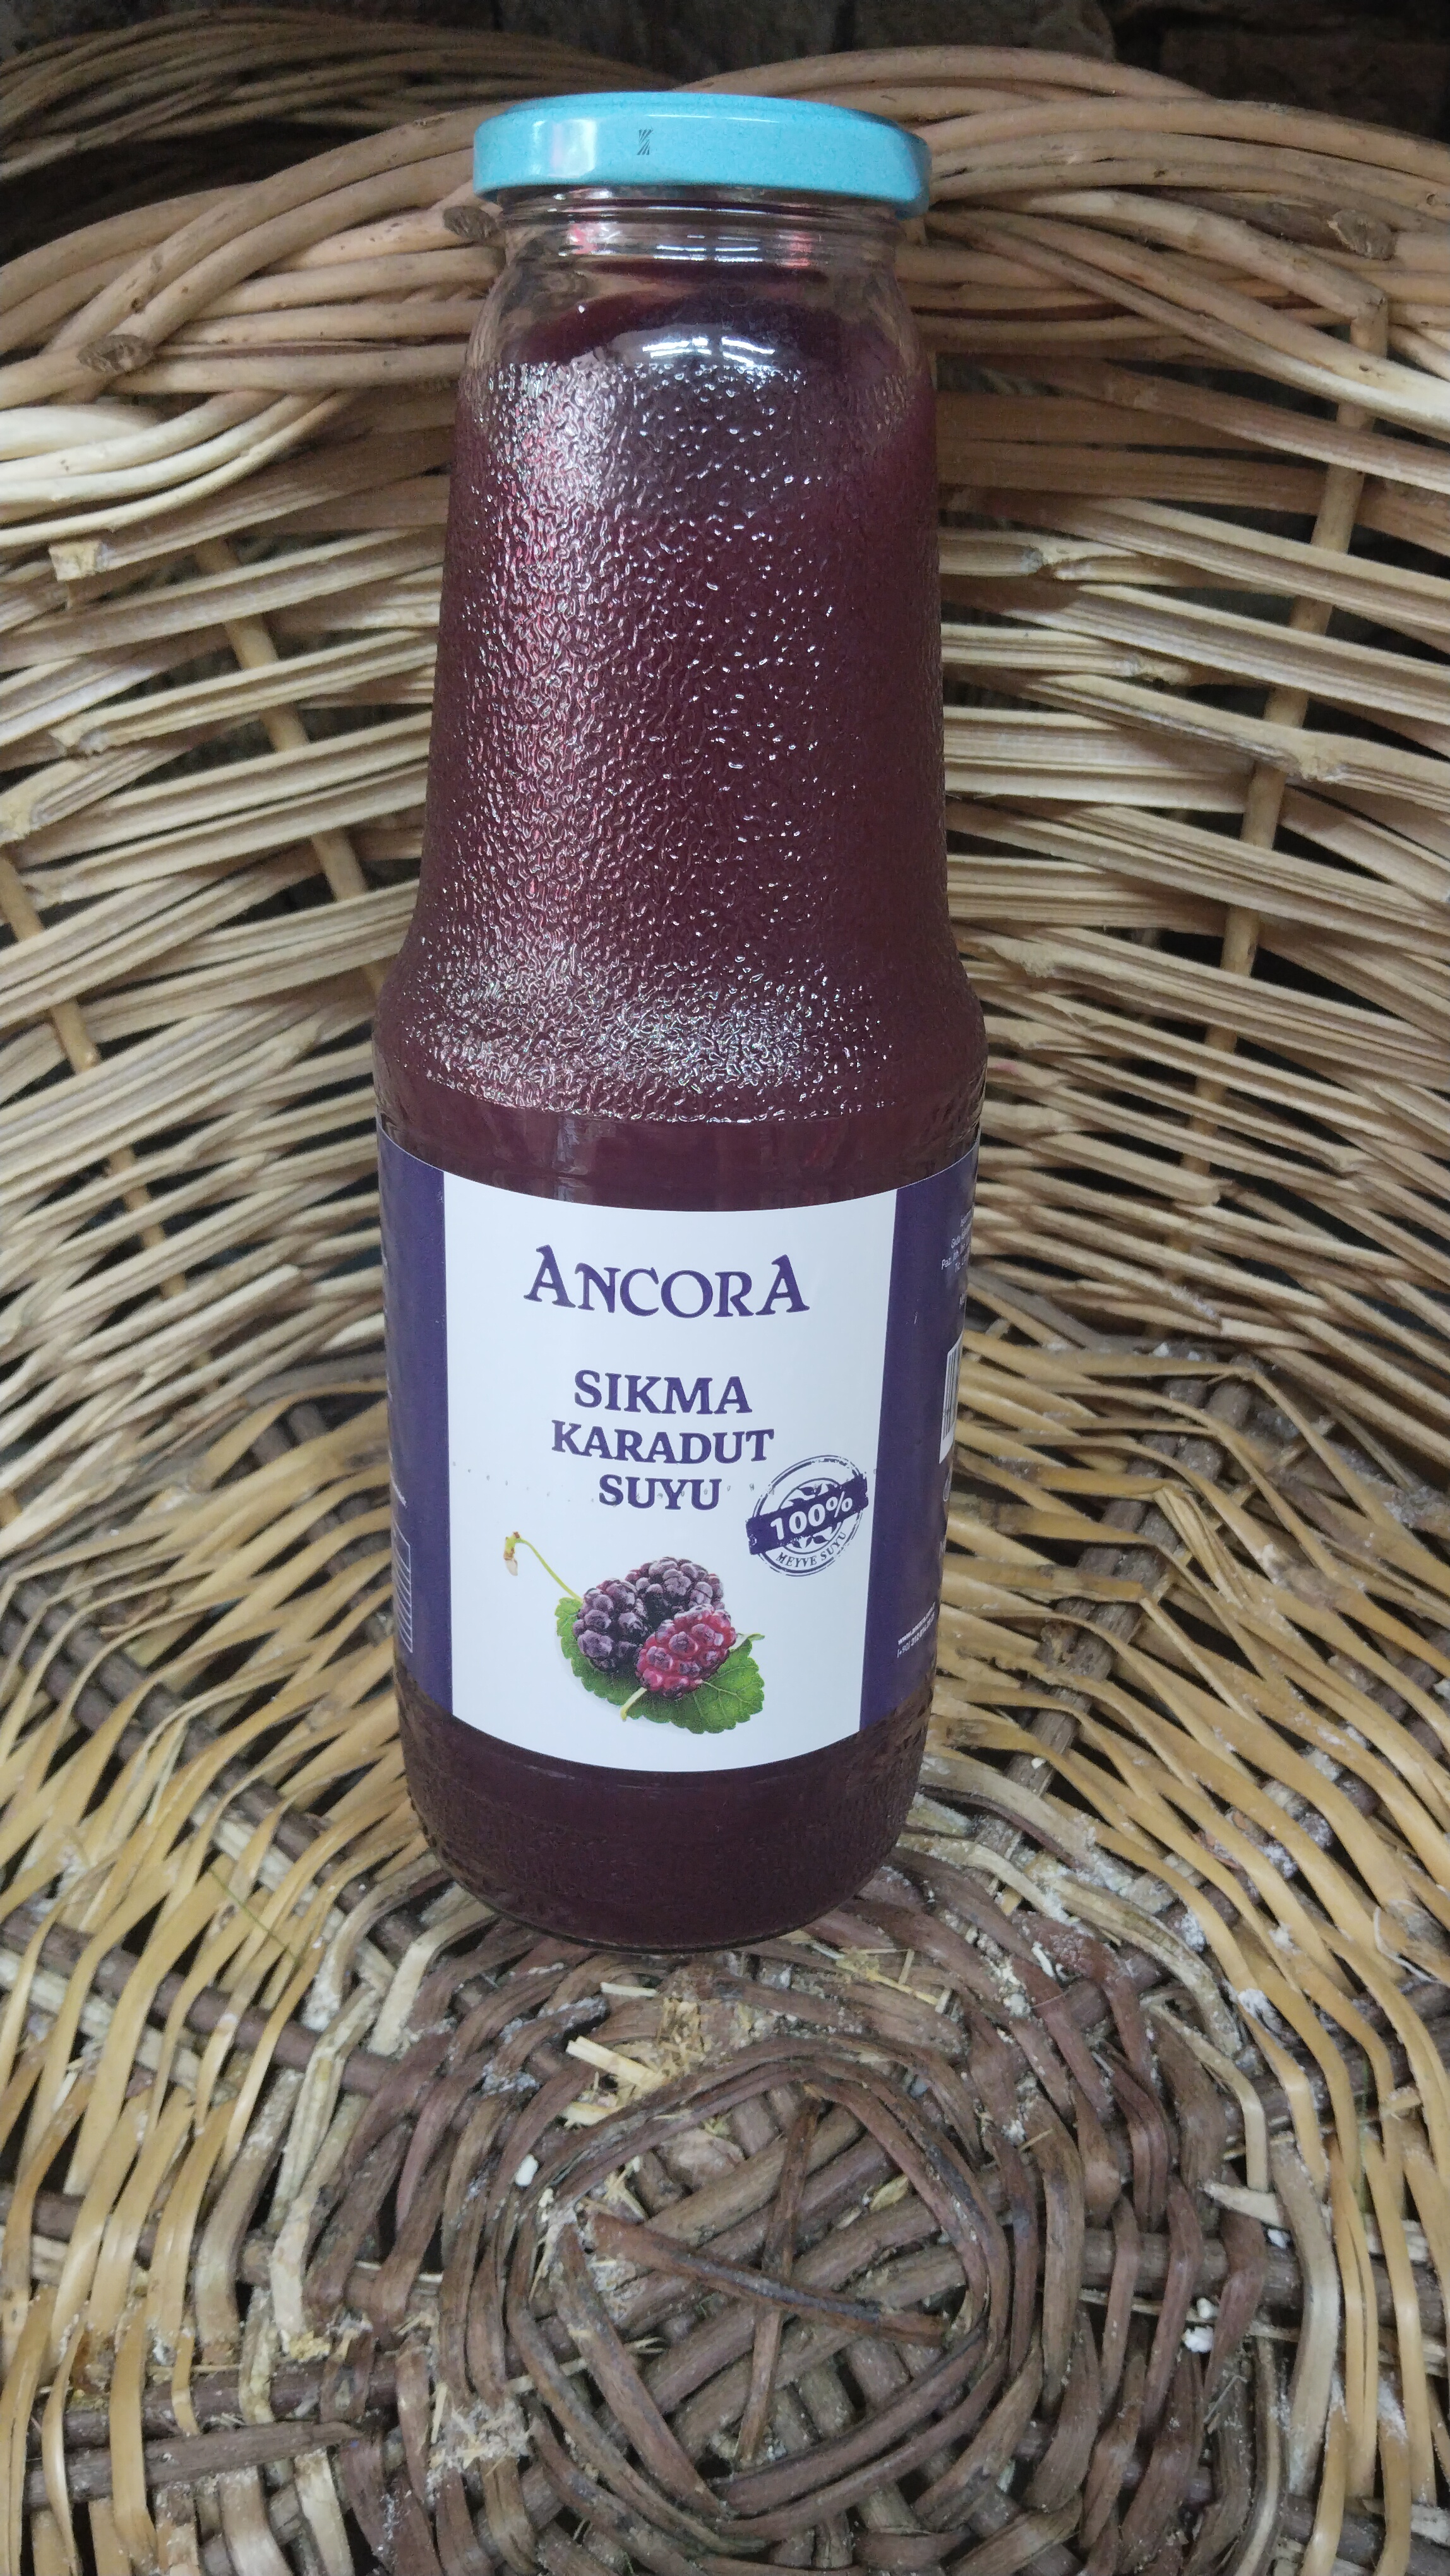 ANCORA
SIKMA
KARADUT
SUYU
100%
MEYVE SUYU